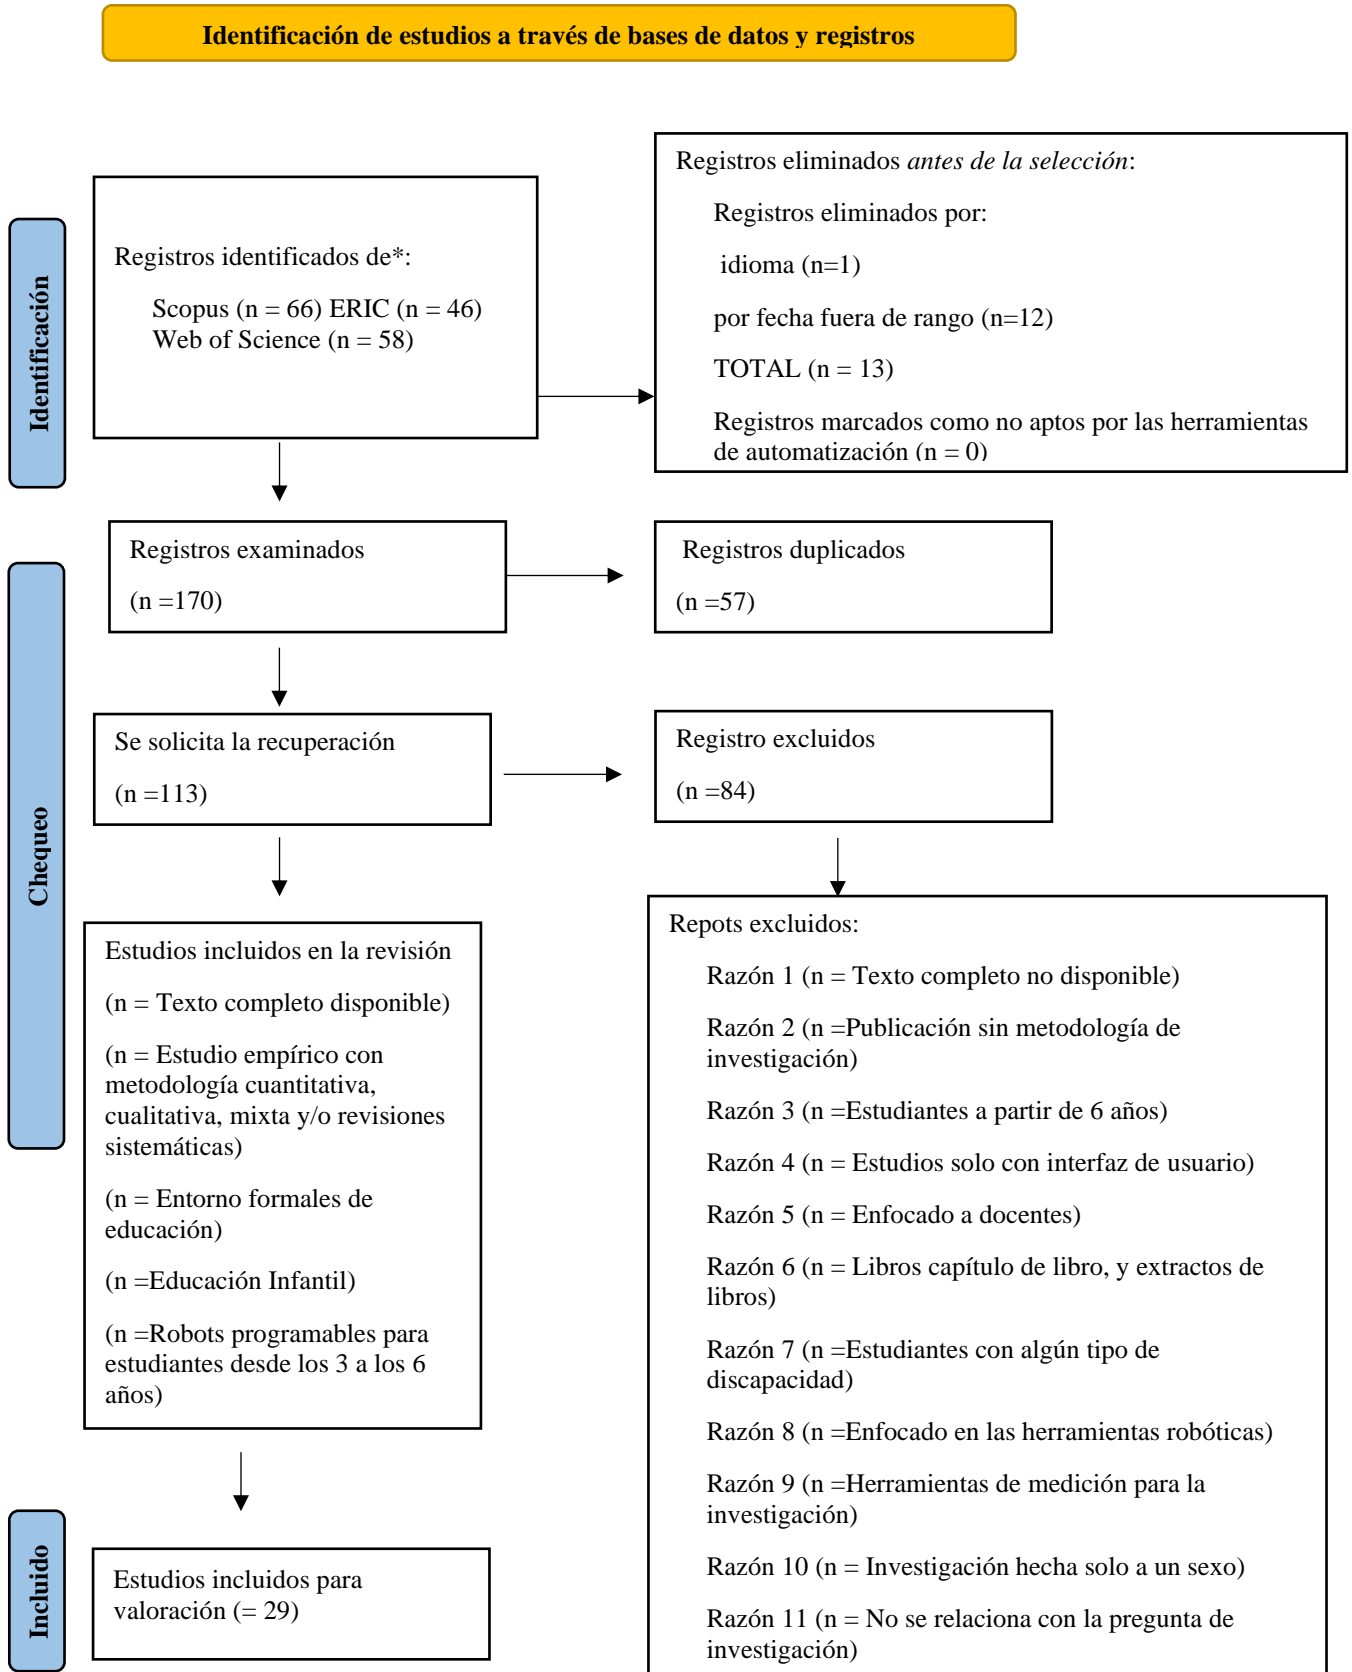 Identificación de estudios a través de bases de datos y registros
Identificación
Registros identificados de*:
Scopus (n = 66) ERIC (n = 46)
Web of Science (n = 58)
Registros eliminados antes de la selección:
Registros eliminados por:
idioma (n=1)
por fecha fuera de rango (n=12)
TOTAL (n = 13)
Registros marcados como no aptos por las herramientas
de automatización (n = 0)
Chequeo
Registros examinados
(n =170)
Registros duplicados
(n =57)
Se solicita la recuperación
(n =113)
Registro excluidos
(n =84)
Estudios incluidos en la revisión
(n = Texto completo disponible)
(n = Estudio empírico con
metodología cuantitativa,
cualitativa, mixta y/o revisiones
sistemáticas)
(n = Entorno formales de
educación)
(n =Educación Infantil)
(n =Robots programables para
estudiantes desde los 3 a los 6
años)
Repots excluidos:
Razón 1 (n = Texto completo no disponible)
Razón 2 (n =Publicación sin metodología de
investigación)
Razón 3 (n =Estudiantes a partir de 6 años)
Razón 4 (n = Estudios solo con interfaz de usuario)
Razón 5 (n = Enfocado a docentes)
Razón 6 (n = Libros capítulo de libro, y extractos de
libros)
Razón 7 (n =Estudiantes con algún tipo de
discapacidad)
Razón 8 (n =Enfocado en las herramientas robóticas)
Razón 9 (n =Herramientas de medición para la
investigación)
Razón 10 (n = Investigación hecha solo a un sexo)
Razón 11 (n = No se relaciona con la pregunta de
investigación)
Incluido
Estudios incluidos para
valoración (= 29)